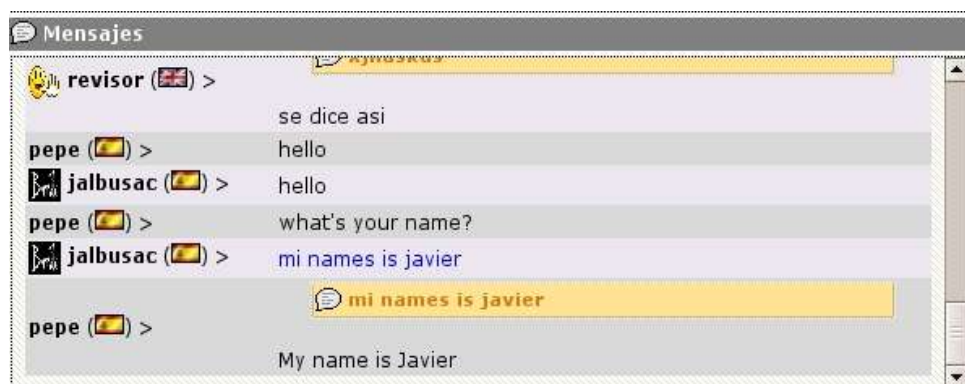 Mensajes
revisor ( ) >
se dice asi
pepe ( ) > hello
jalbusac ( ) > hello
pepe ( ) > what's your name?
jalbusac ( ) > mi names is javier
mi names is javier
pepe ( ) >
My name is Javier